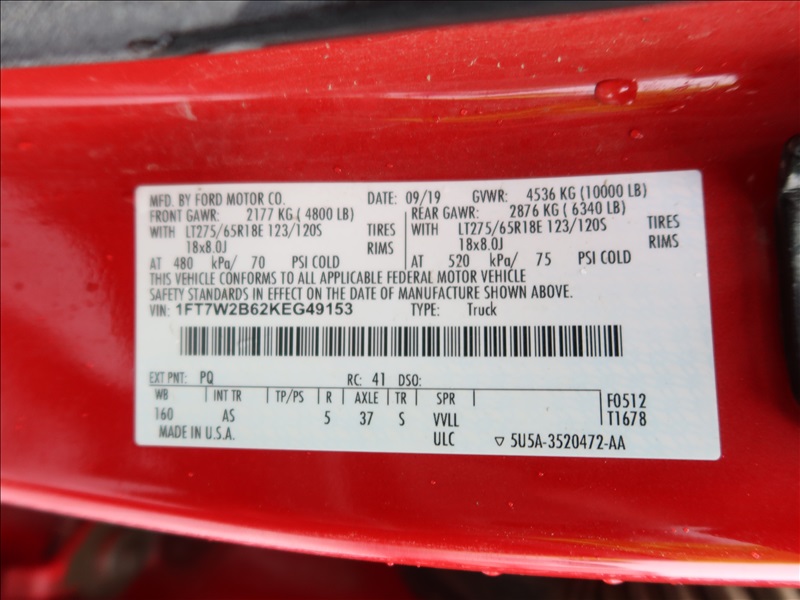 MFD. BY FORD MOTOR CO. DATE: 09/19 GVWR: 4536 KG (10000 LB)
FRONT GAWR: 2177 KG ( 4800 LB) REAR GAWR: 2876 KG ( 6340 LB)
WITH LT275/65R18E 123/120S TIRES WITH LT275/65R18E 123/120S TIRES
18x8.0J RIMS 18x8.0J RIMS
AT 480 kPa/ 70 PSI COLD AT 520 kPa/ 75 PSI COLD
THIS VEHICLE CONFORMS TO ALL APPLICABLE FEDERAL MOTOR VEHICLE
SAFETY STANDARDS IN EFFECT ON THE DATE OF MANUFACTURE SHOWN ABOVE.
VIN: 1FT7W2B62KEG49153 TYPE: Truck
EXT PNT: PQ RC: 41 DSO:
WB INT TR TP/PS R AXLE TR SPR F0512
160 AS 5 37 S VVLL T1678
MADE IN U.S.A. ULC ▽ 5U5A-3520472-AA